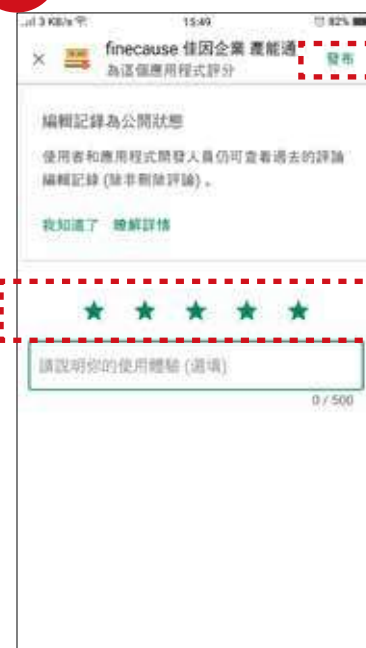 3 KB/s 15:49 82%
finecause 佳因企業 農能通 發布
為這個應用程式評分
編輯記錄為公開狀態
使用者和應用程式開發人員仍可查看過去的評論
編輯記錄 (除非刪除評論)。
我知道了 瞭解詳情
請說明你的使用體驗 (選填)
0 / 500